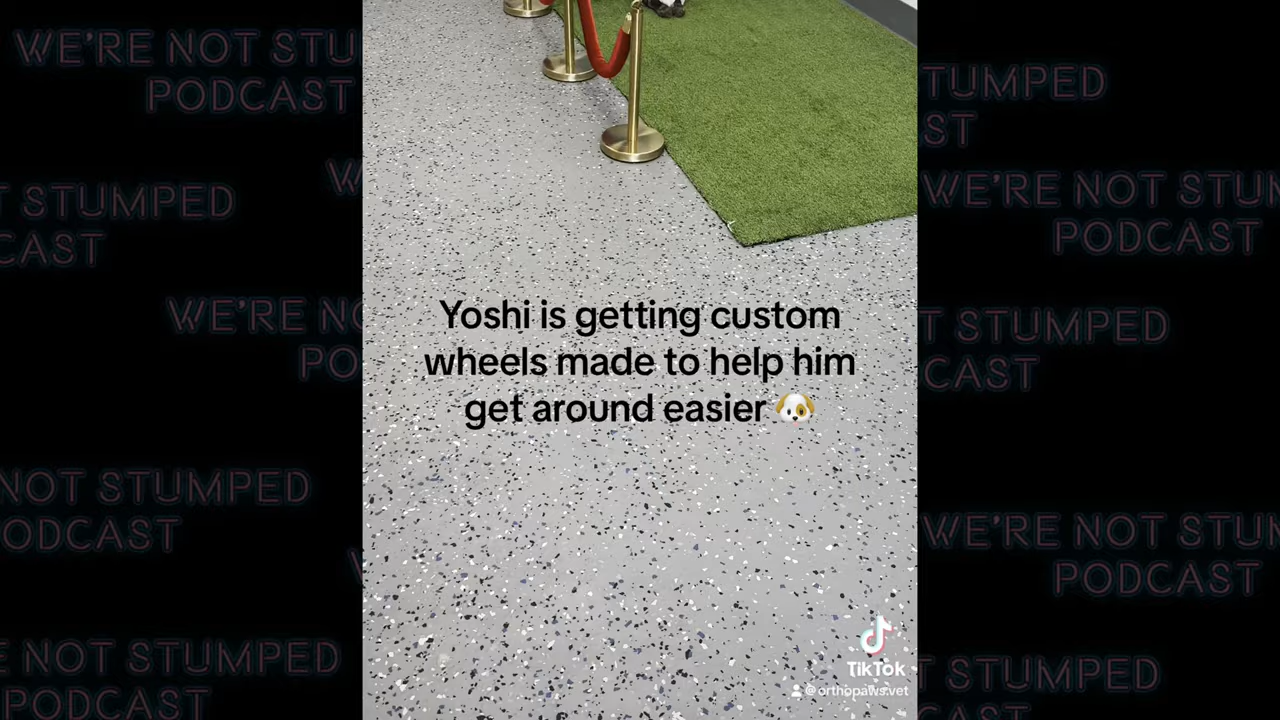 WE'RE NOT STU
PODCAST
TUMPED
ST
T STUMPED
CAST
W
WE'RE NOT STUM
PODCAST
Yoshi is getting custom
wheels made to help him
get around easier 🐶
WE'RE NOT
PO
T STUMPED
CAST
NOT STUMPED
PODCAST
WE'RE NOT STUM
PODCAST
E NOT STUMPED
PODCAST
STUMPED
CAST
TikTok
@orthopaws.vet